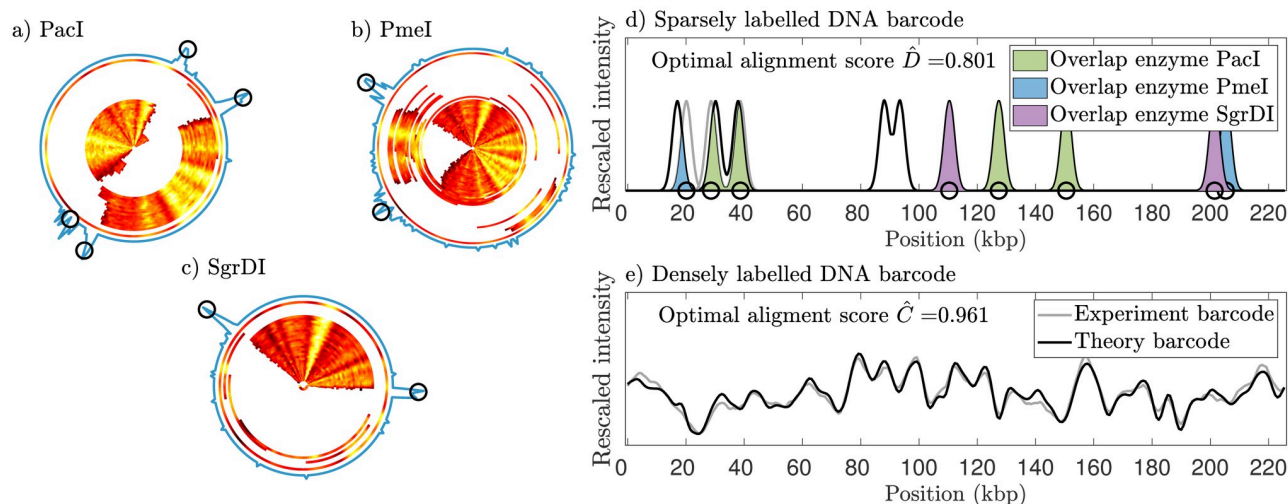 a) PacI
b) PmeI
c) SgrDI
d) Sparsely labelled DNA barcode
Rescaled intensity
Optimal alignment score D̂ =0.801
Overlap enzyme PacI
Overlap enzyme PmeI
Overlap enzyme SgrDI
0 20 40 60 80 100 120 140 160 180 200 220
Position (kbp)
e) Densely labelled DNA barcode
Rescaled intensity
Optimal aligment score Ĉ =0.961
Experiment barcode
Theory barcode
0 20 40 60 80 100 120 140 160 180 200 220
Position (kbp)